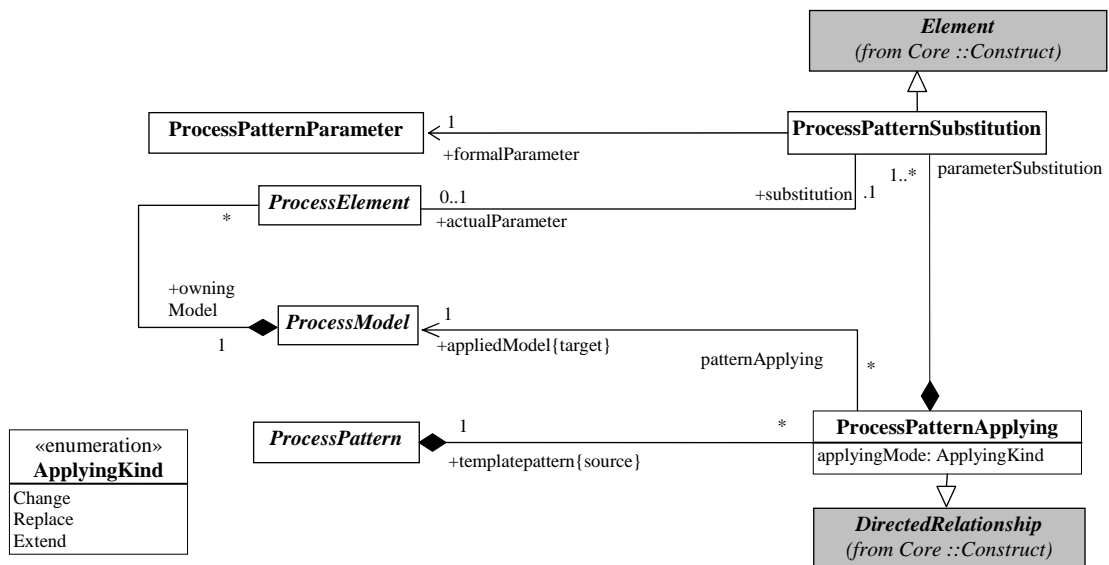 Element
(from Core ::Construct)
ProcessPatternParameter
1
+formalParameter
ProcessPatternSubstitution
1..*
parameterSubstitution
+substitution
.1
ProcessElement
*
0..1
+actualParameter
+owning
Model
1
ProcessModel
1
+appliedModel{target}
patternApplying
*
ProcessPattern
1
+templatepattern{source}
*
ProcessPatternApplying
applyingMode: ApplyingKind
«enumeration»
ApplyingKind
Change
Replace
Extend
DirectedRelationship
(from Core ::Construct)